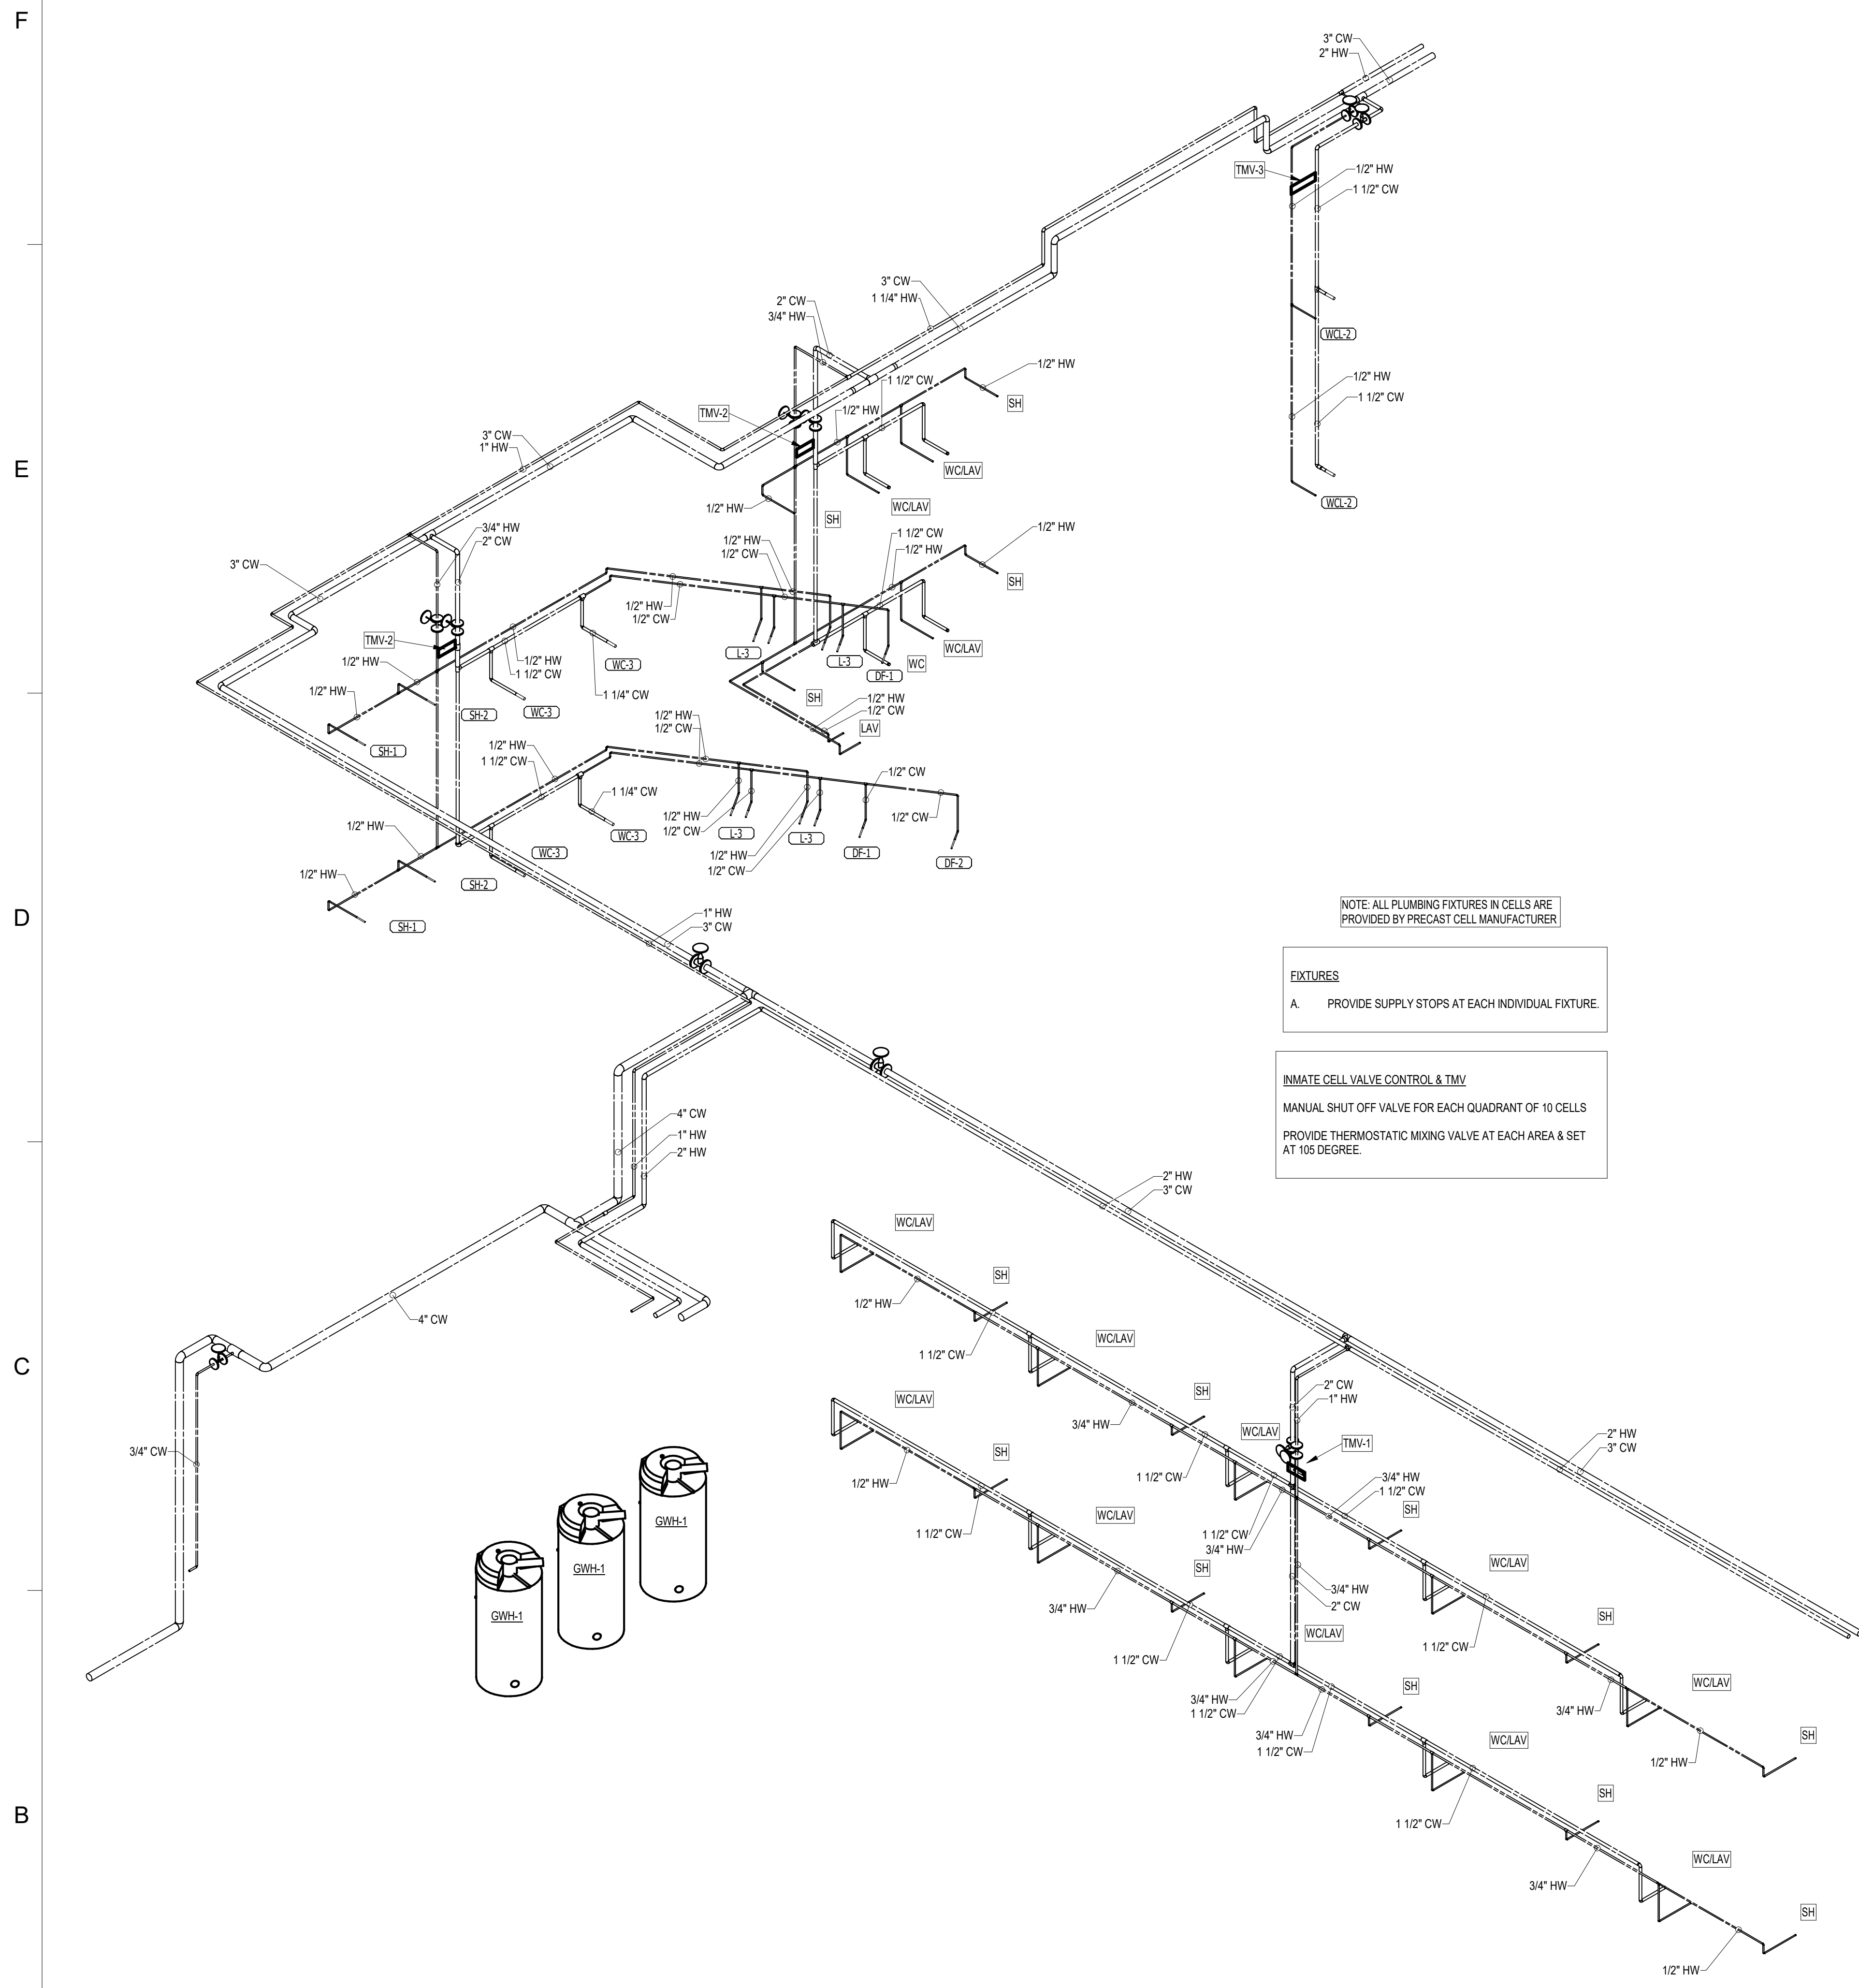 F
3" CW
2" HW
TMV-3
1/2" HW
1 1/2" CW
3" CW
1 1/4" HW
2" CW
3/4" HW
WCL-2
1/2" HW
1 1/2" CW
1/2" HW
1 1/2" CW
SH
TMV-2
1/2" HW
3" CW
1" HW
E
WC/LAV
WCL-2
1/2" HW
WC/LAV
SH
3/4" HW
2" CW
1/2" HW
1/2" CW
1 1/2" CW
1/2" HW
1/2" HW
3" CW
SH
1/2" HW
1/2" CW
TMV-2
L-3
L-3
DF-1
WC
WC/LAV
1/2" HW
1/2" HW
1 1/2" CW
WC-3
1/2" HW
1 1/4" CW
SH
1/2" HW
1/2" CW
SH-2
WC-3
LAV
SH-1
1/2" HW
1/2" CW
1/2" HW
1 1/2" CW
1/2" CW
1 1/4" CW
1/2" HW
1/2" CW
1/2" CW
1/2" HW
WC-3
L-3
L-3
DF-1
DF-2
WC-3
1/2" HW
1/2" CW
1/2" HW
SH-2
SH-1
D
1" HW
3" CW
NOTE: ALL PLUMBING FIXTURES IN CELLS ARE
PROVIDED BY PRECAST CELL MANUFACTURER
FIXTURES
A. PROVIDE SUPPLY STOPS AT EACH INDIVIDUAL FIXTURE.
INMATE CELL VALVE CONTROL & TMV
MANUAL SHUT OFF VALVE FOR EACH QUADRANT OF 10 CELLS
PROVIDE THERMOSTATIC MIXING VALVE AT EACH AREA & SET
AT 105 DEGREE.
4" CW
1" HW
2" HW
2" HW
3" CW
WC/LAV
SH
1/2" HW
4" CW
WC/LAV
1 1/2" CW
C
SH
2" CW
1" HW
WC/LAV
3/4" HW
WC/LAV
TMV-1
2" HW
3" CW
3/4" CW
SH
1/2" HW
1 1/2" CW
3/4" HW
1 1/2" CW
SH
WC/LAV
GWH-1
1 1/2" CW
1 1/2" CW
3/4" HW
WC/LAV
SH
GWH-1
3/4" HW
2" CW
3/4" HW
GWH-1
SH
WC/LAV
1 1/2" CW
1 1/2" CW
WC/LAV
SH
3/4" HW
1 1/2" CW
3/4" HW
3/4" HW
1 1/2" CW
WC/LAV
SH
1/2" HW
SH
B
1 1/2" CW
WC/LAV
3/4" HW
SH
1/2" HW